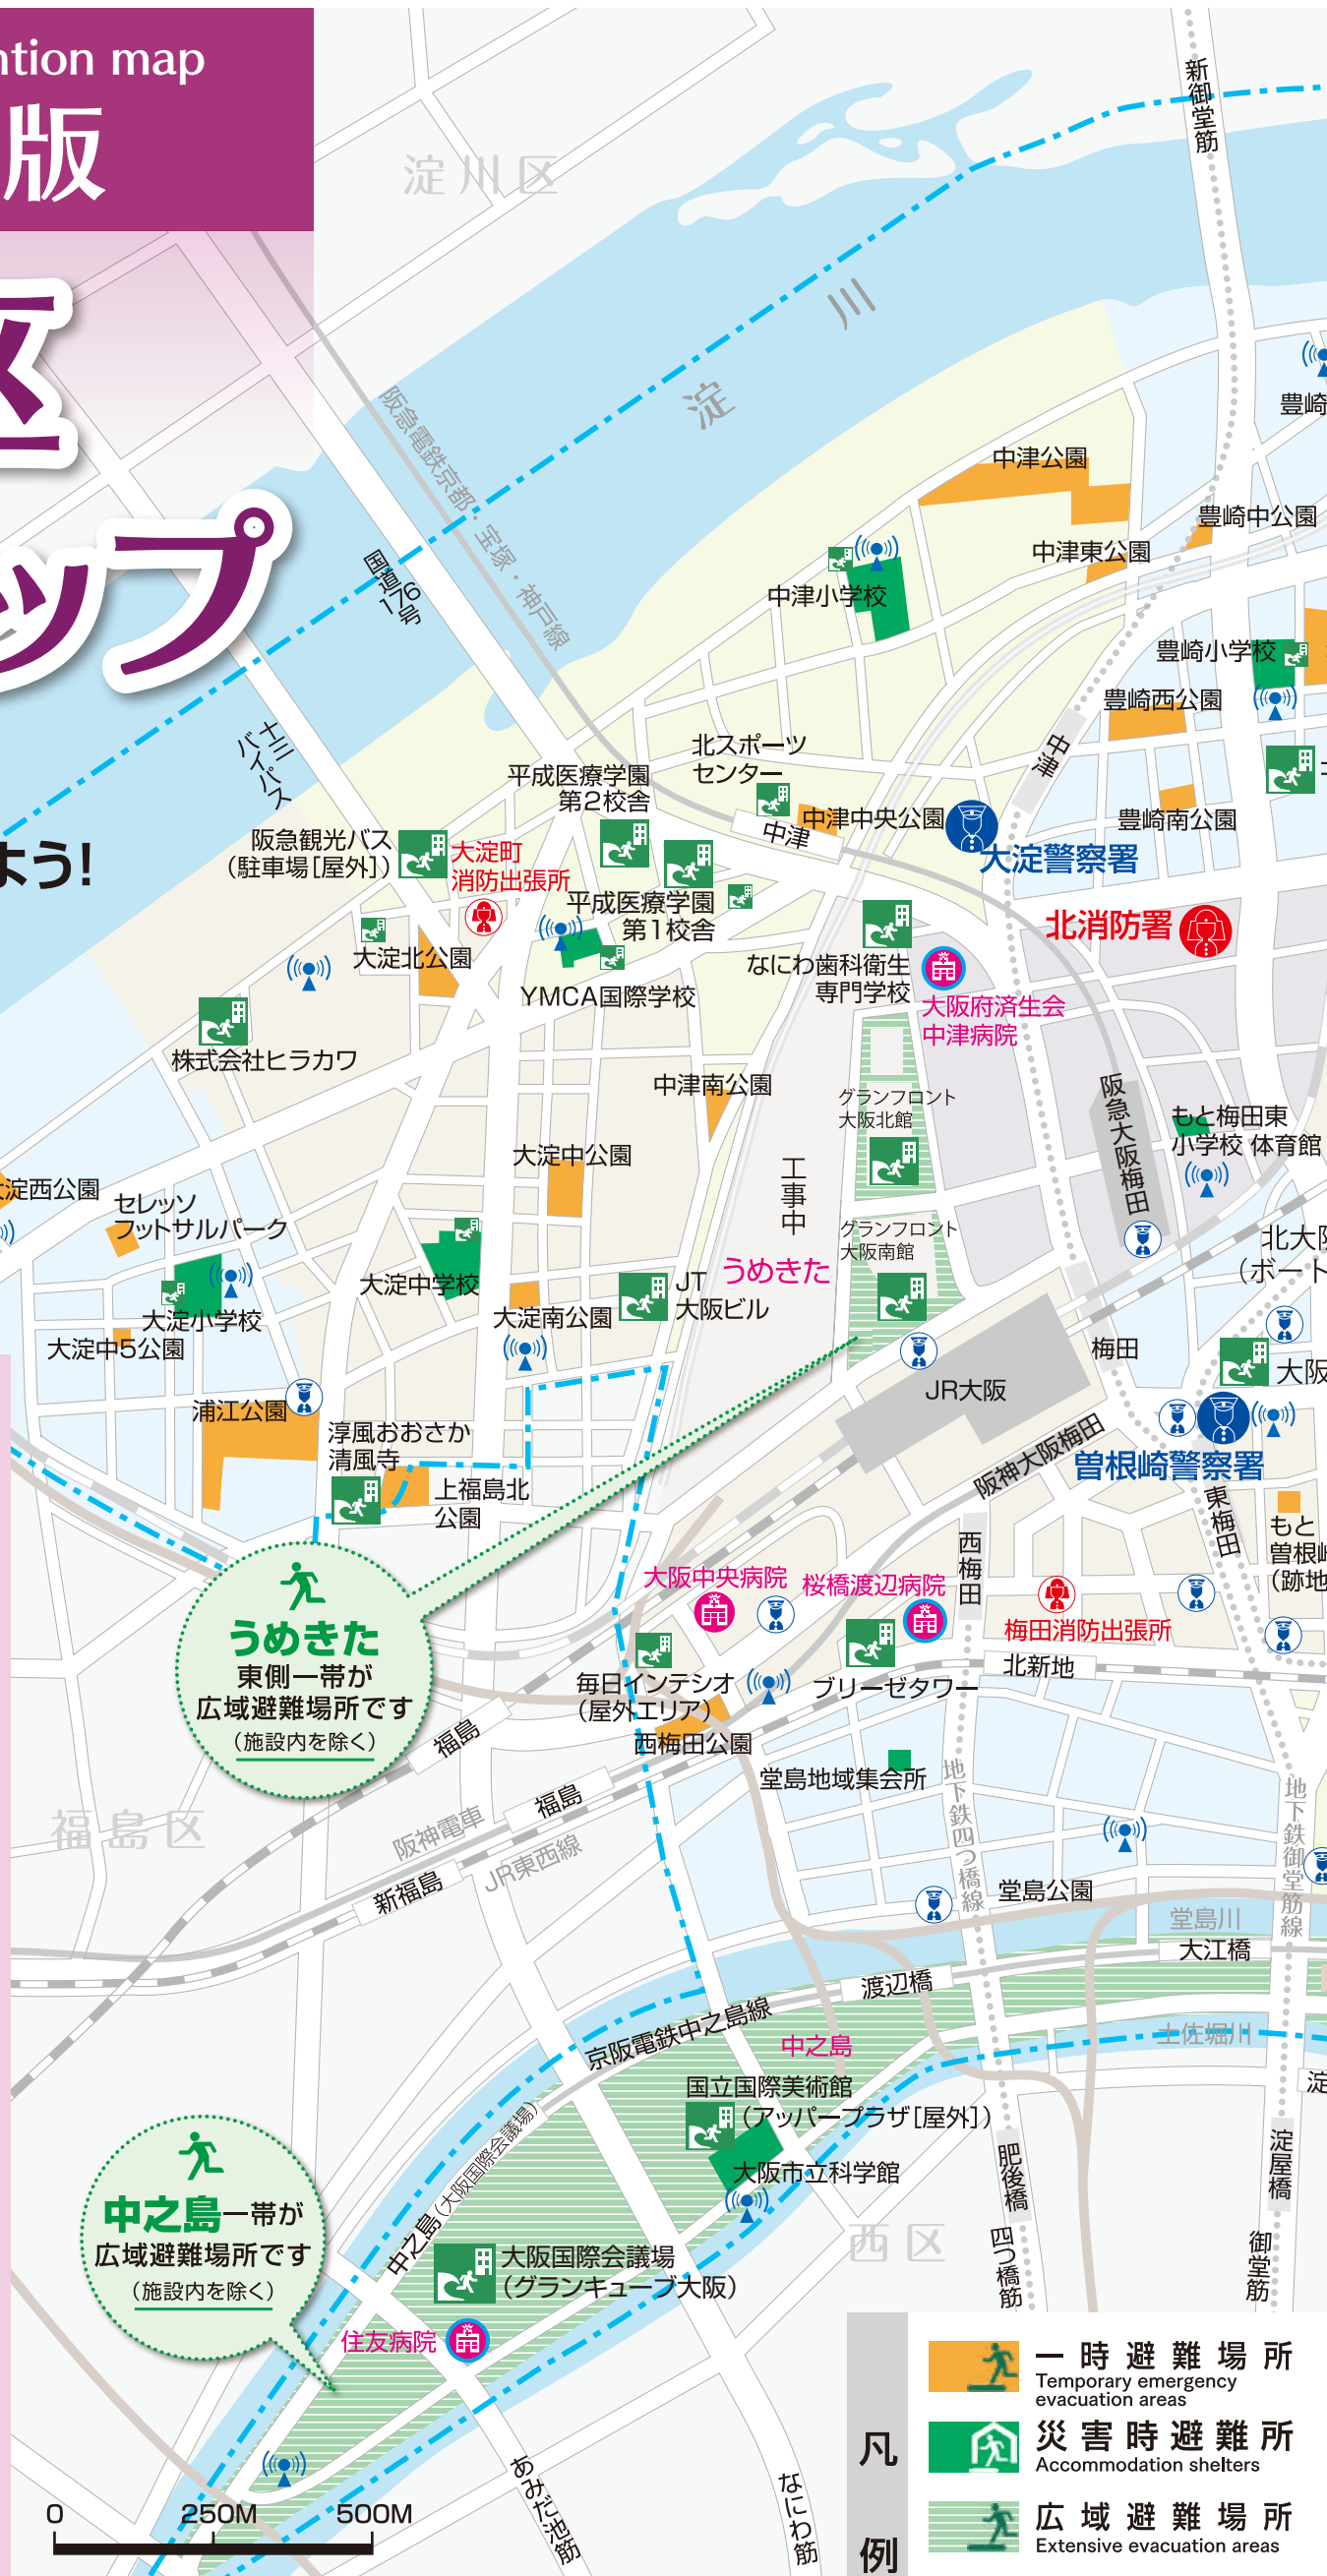 ntion map
版
区
ップ
よう!
淀川区
新御堂筋
淀川
阪急電鉄京都・宝塚・神戸線
国道176号
十三バイパス
豊崎
中津公園
豊崎中公園
中津東公園
中津小学校
豊崎小学校
豊崎西公園
中津
北スポーツ
センター
平成医療学園
第2校舎
中津中央公園
中津
豊崎南公園
大淀警察署
阪急観光バス
（駐車場[屋外]）
大淀町
消防出張所
平成医療学園
第1校舎
北消防署
大淀北公園
なにわ歯科衛生
専門学校
YMCA国際学校
大阪府済生会
中津病院
株式会社ヒラカワ
中津南公園
グランフロント
大阪北館
阪急大阪梅田
もと梅田東
小学校 体育館
大淀中公園
工事中
淀西公園
セレッソ
フットサルパーク
グランフロント
大阪南館
北大阪
（ボート
大淀中学校
うめきた
JT
大阪ビル
大淀小学校
大淀南公園
大淀中5公園
梅田
大阪
JR大阪
浦江公園
淳風おおさか
清風寺
阪神大阪梅田
曽根崎警察署
上福島北
公園
東梅田
もと
曽根崎
（跡地
西梅田
うめきた
東側一帯が
広域避難場所です
（施設内を除く）
大阪中央病院
桜橋渡辺病院
梅田消防出張所
北新地
毎日インテシオ
（屋外エリア）
ブリーゼタワー
西梅田公園
福島
堂島地域集会所
福島
福島区
阪神電車
JR東西線
新福島
地下鉄四つ橋線
地下鉄御堂筋線
堂島公園
堂島川
大江橋
渡辺橋
京阪電鉄中之島線
中之島
土佐堀川
国立国際美術館
（アッパープラザ[屋外]）
淀
大阪市立科学館
中之島（大阪国際会議場）
肥後橋
淀屋橋
中之島一帯が
広域避難場所です
（施設内を除く）
西区
四つ橋筋
御堂筋
大阪国際会議場
（グランキューブ大阪）
住友病院
あみだ池筋
なにわ筋
0 250M 500M
凡例
一時避難場所
Temporary emergency
evacuation areas
災害時避難所
Accommodation shelters
広域避難場所
Extensive evacuation areas